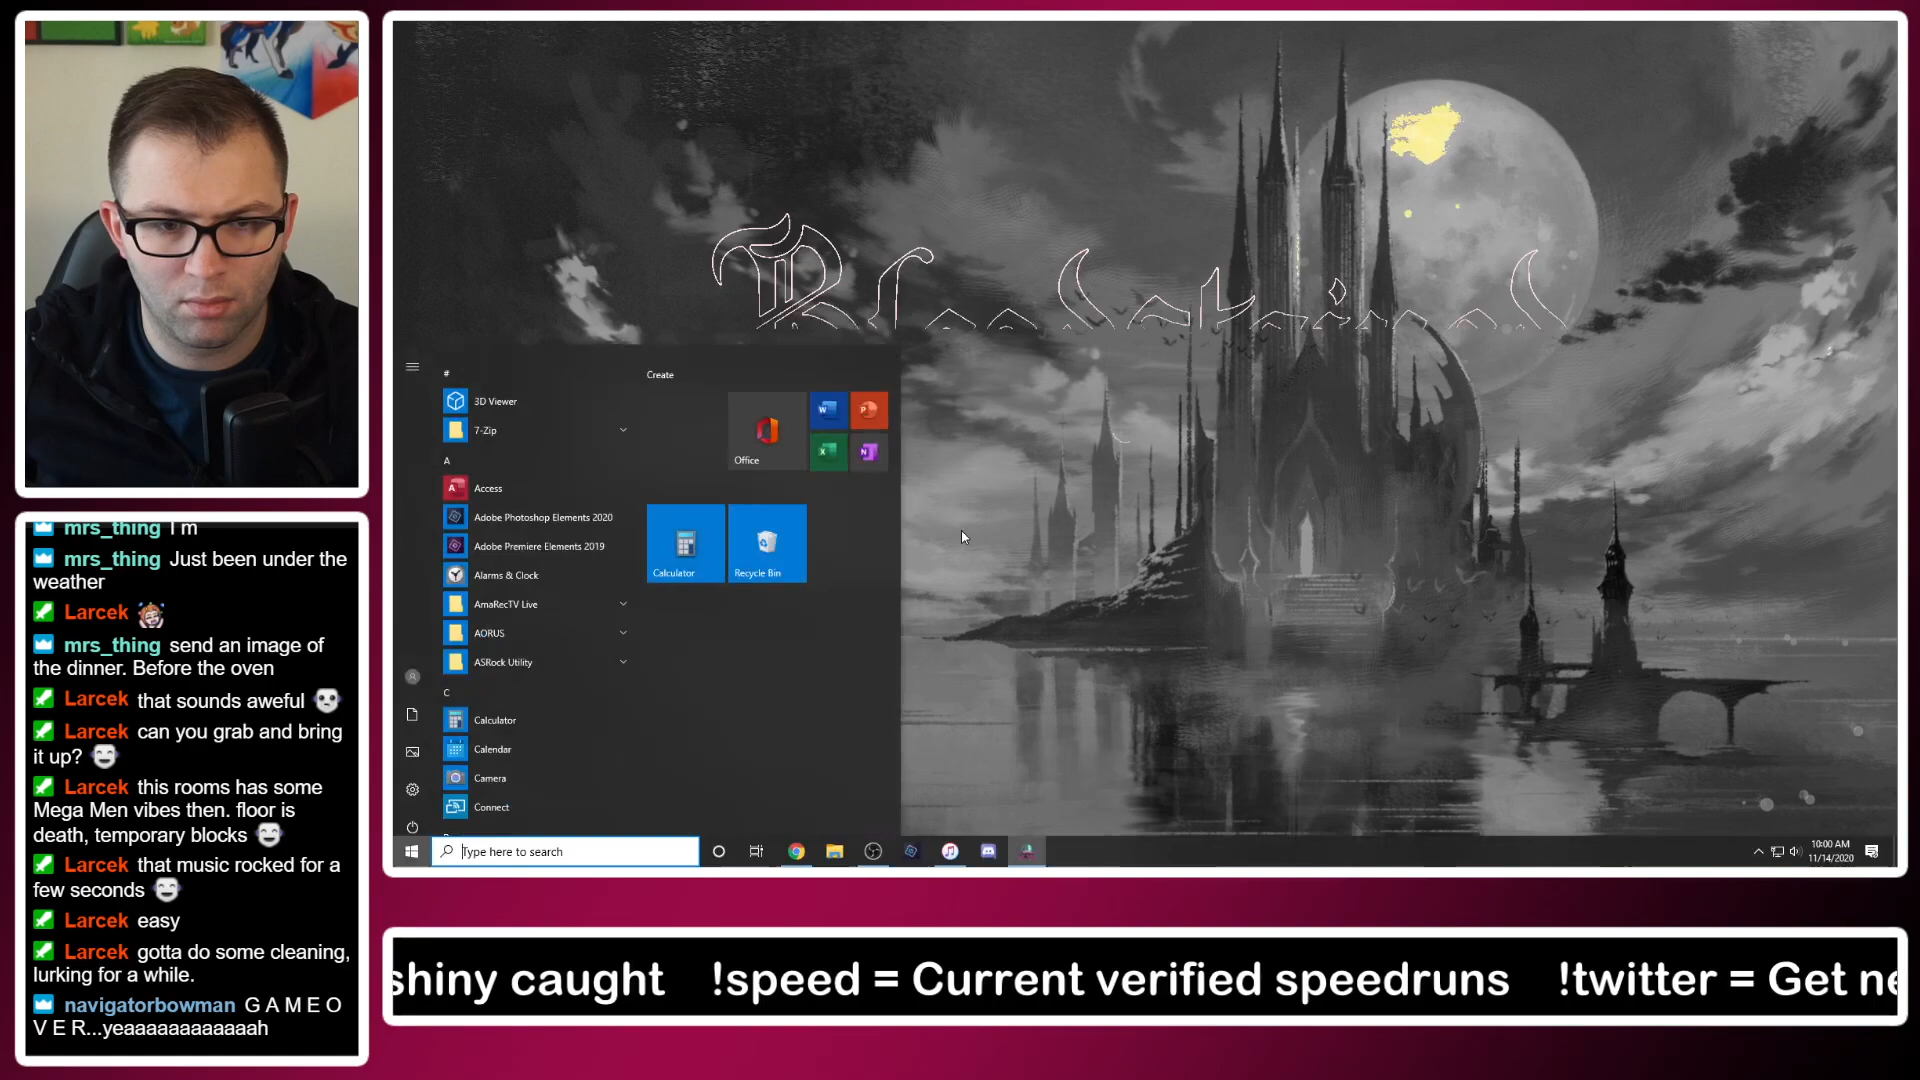 mrs_thing I'm
mrs_thing Just been under the
weather
Larcek
mrs_thing send an image of
the dinner. Before the oven
Larcek that sounds aweful
Larcek can you grab and bring
it up?
Larcek this rooms has some
Mega Men vibes then. floor is
death, temporary blocks
Larcek that music rocked for a
few seconds
Larcek easy
Larcek gotta do some cleaning,
lurking for a while.
navigatorbowman G A M E O
V E R...yeaaaaaaaaaaaah
#
3D Viewer
7-Zip
A
Access
Adobe Photoshop Elements 2020
Adobe Premiere Elements 2019
Alarms & Clock
AmaRecTV Live
AORUS
ASRock Utility
C
Calculator
Calendar
Camera
Connect
Create
Office
Calculator
Recycle Bin
Type here to search
10:00 AM
11/14/2020
shiny caught !speed = Current verified speedruns !twitter = Get ne